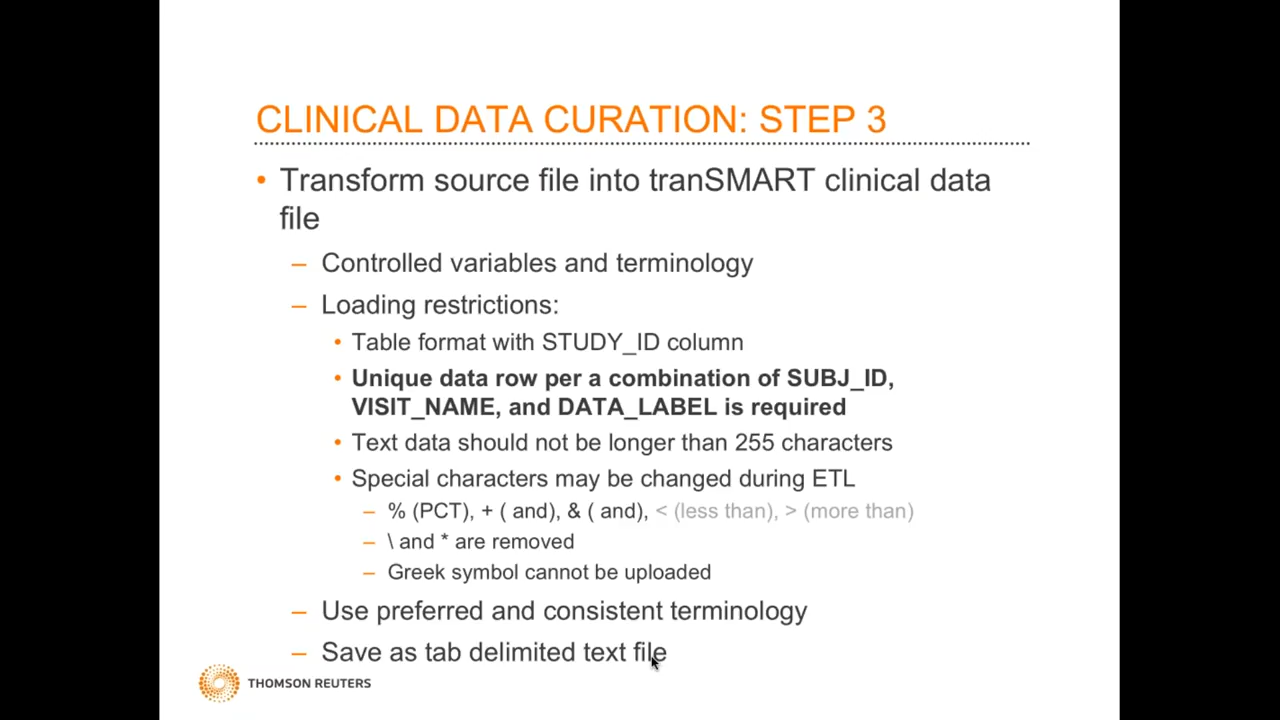 CLINICAL DATA CURATION: STEP 3
• Transform source file into tranSMART clinical data
file
– Controlled variables and terminology
– Loading restrictions:
• Table format with STUDY_ID column
• Unique data row per a combination of SUBJ_ID,
VISIT_NAME, and DATA_LABEL is required
• Text data should not be longer than 255 characters
• Special characters may be changed during ETL
– % (PCT), + ( and), & ( and), < (less than), > (more than)
– \ and * are removed
– Greek symbol cannot be uploaded
– Use preferred and consistent terminology
– Save as tab delimited text file
THOMSON REUTERS